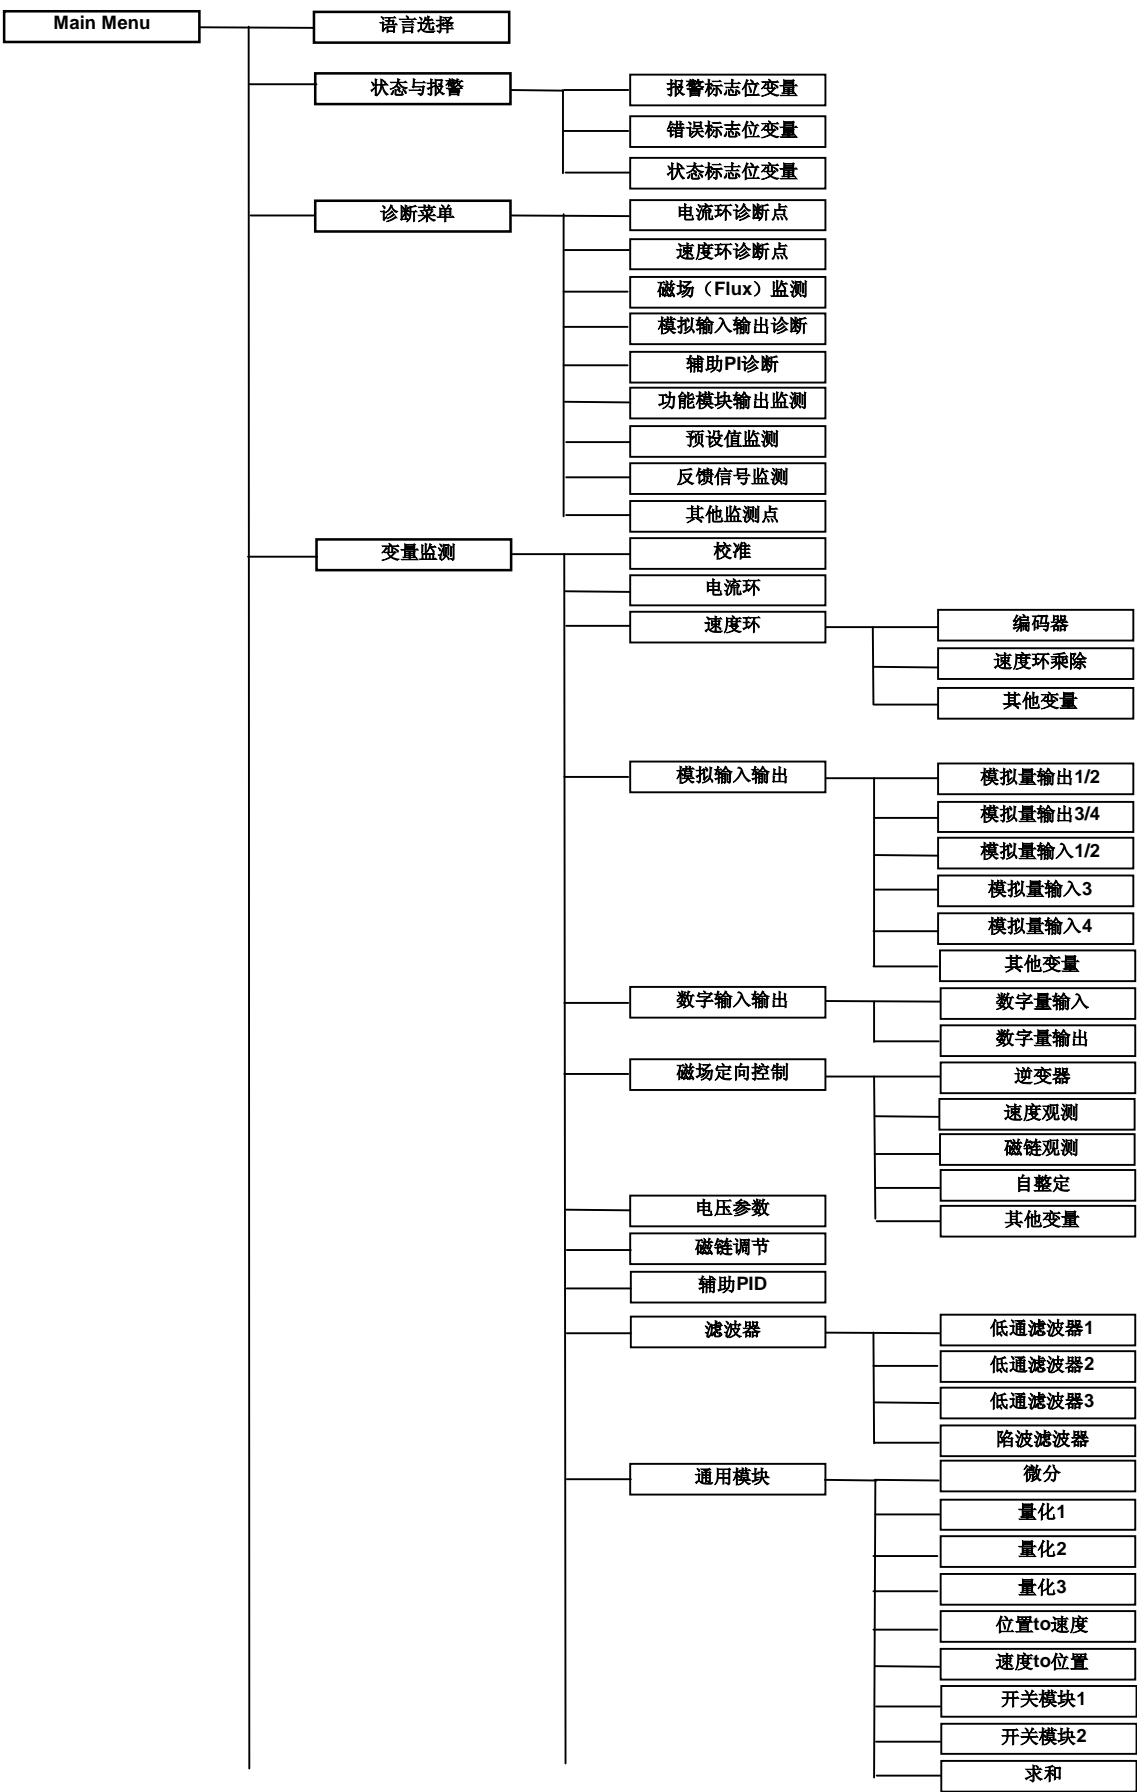 Main Menu
语言选择
状态与报警
报警标志位变量
错误标志位变量
状态标志位变量
诊断菜单
电流环诊断点
速度环诊断点
磁场（Flux）监测
模拟输入输出诊断
辅助PI诊断
功能模块输出监测
预设值监测
反馈信号监测
其他监测点
变量监测
校准
电流环
速度环
编码器
速度环乘除
其他变量
模拟输入输出
模拟量输出1/2
模拟量输出3/4
模拟量输入1/2
模拟量输入3
模拟量输入4
其他变量
数字输入输出
数字量输入
数字量输出
磁场定向控制
逆变器
速度观测
磁链观测
自整定
其他变量
电压参数
磁链调节
辅助PID
滤波器
低通滤波器1
低通滤波器2
低通滤波器3
陷波滤波器
通用模块
微分
量化1
量化2
量化3
位置to速度
速度to位置
开关模块1
开关模块2
求和